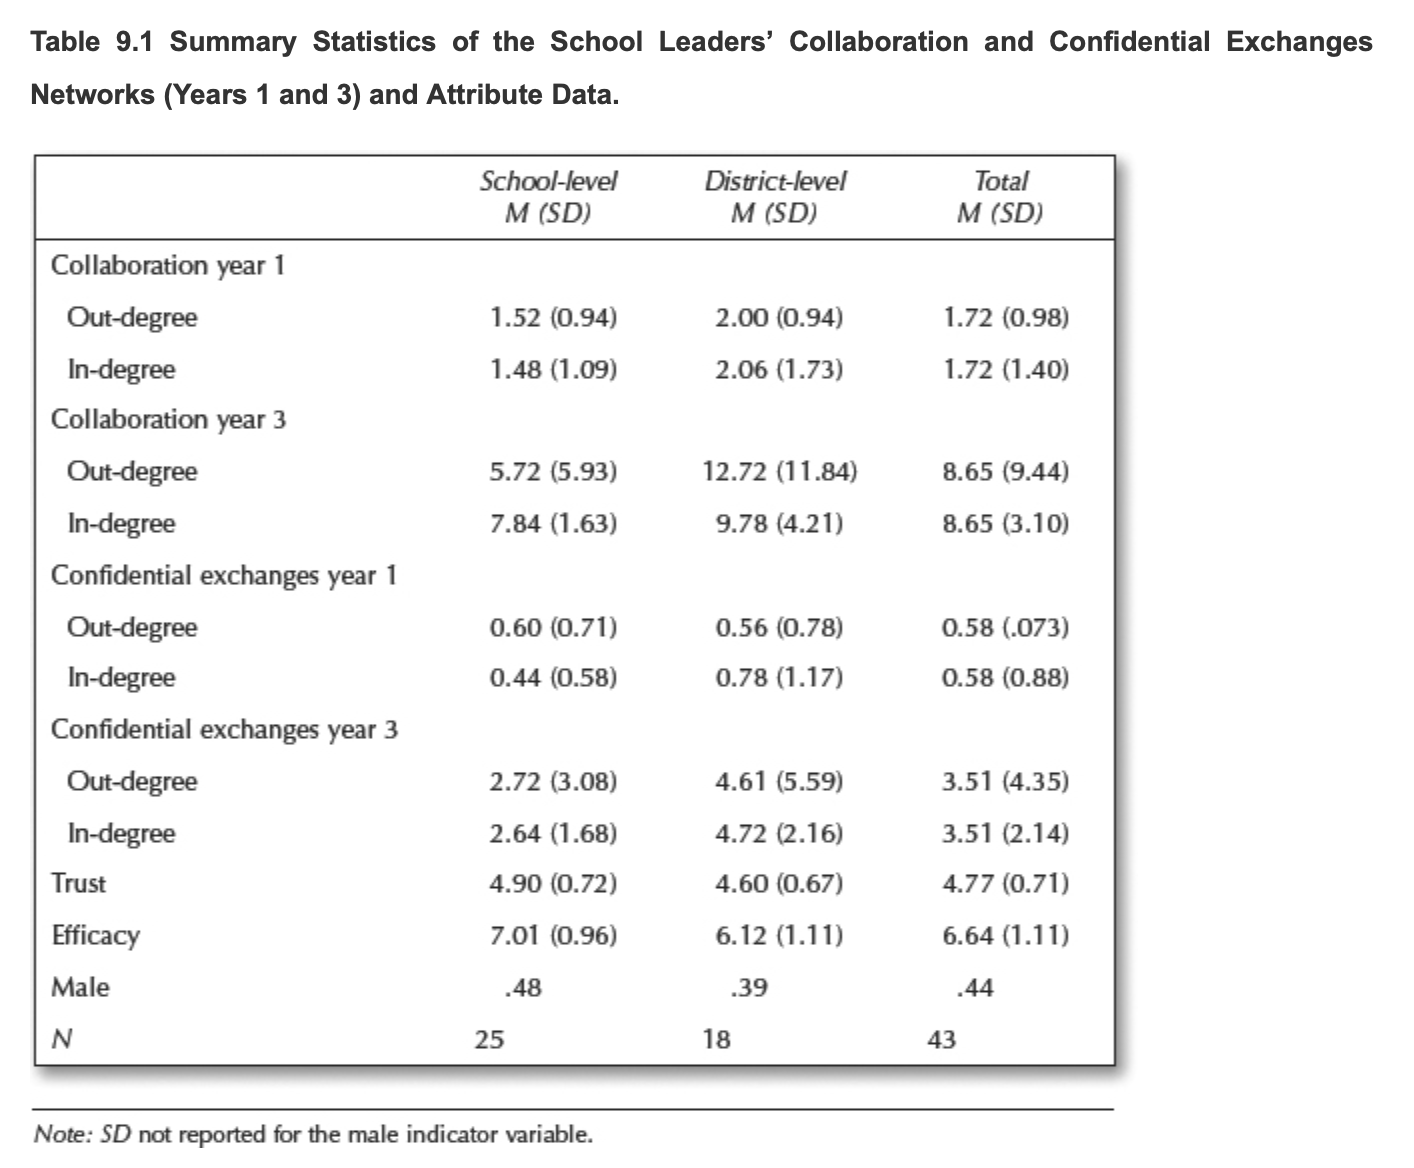 Table 9.1 Summary Statistics of the School Leaders’ Collaboration and Confidential Exchanges
Networks (Years 1 and 3) and Attribute Data.
School-level District-level Total
M (SD) M (SD) M (SD)
Collaboration year 1
Out-degree 1.52 (0.94) 2.00 (0.94) 1.72 (0.98)
In-degree 1.48 (1.09) 2.06 (1.73) 1.72 (1.40)
Collaboration year 3
Out-degree 5.72 (5.93) 12.72 (11.84) 8.65 (9.44)
In-degree 7.84 (1.63) 9.78 (4.21) 8.65 (3.10)
Confidential exchanges year 1
Out-degree 0.60 (0.71) 0.56 (0.78) 0.58 (.073)
In-degree 0.44 (0.58) 0.78 (1.17) 0.58 (0.88)
Confidential exchanges year 3
Out-degree 2.72 (3.08) 4.61 (5.59) 3.51 (4.35)
In-degree 2.64 (1.68) 4.72 (2.16) 3.51 (2.14)
Trust 4.90 (0.72) 4.60 (0.67) 4.77 (0.71)
Efficacy 7.01 (0.96) 6.12 (1.11) 6.64 (1.11)
Male .48 .39 .44
N 25 18 43
Note: SD not reported for the male indicator variable.